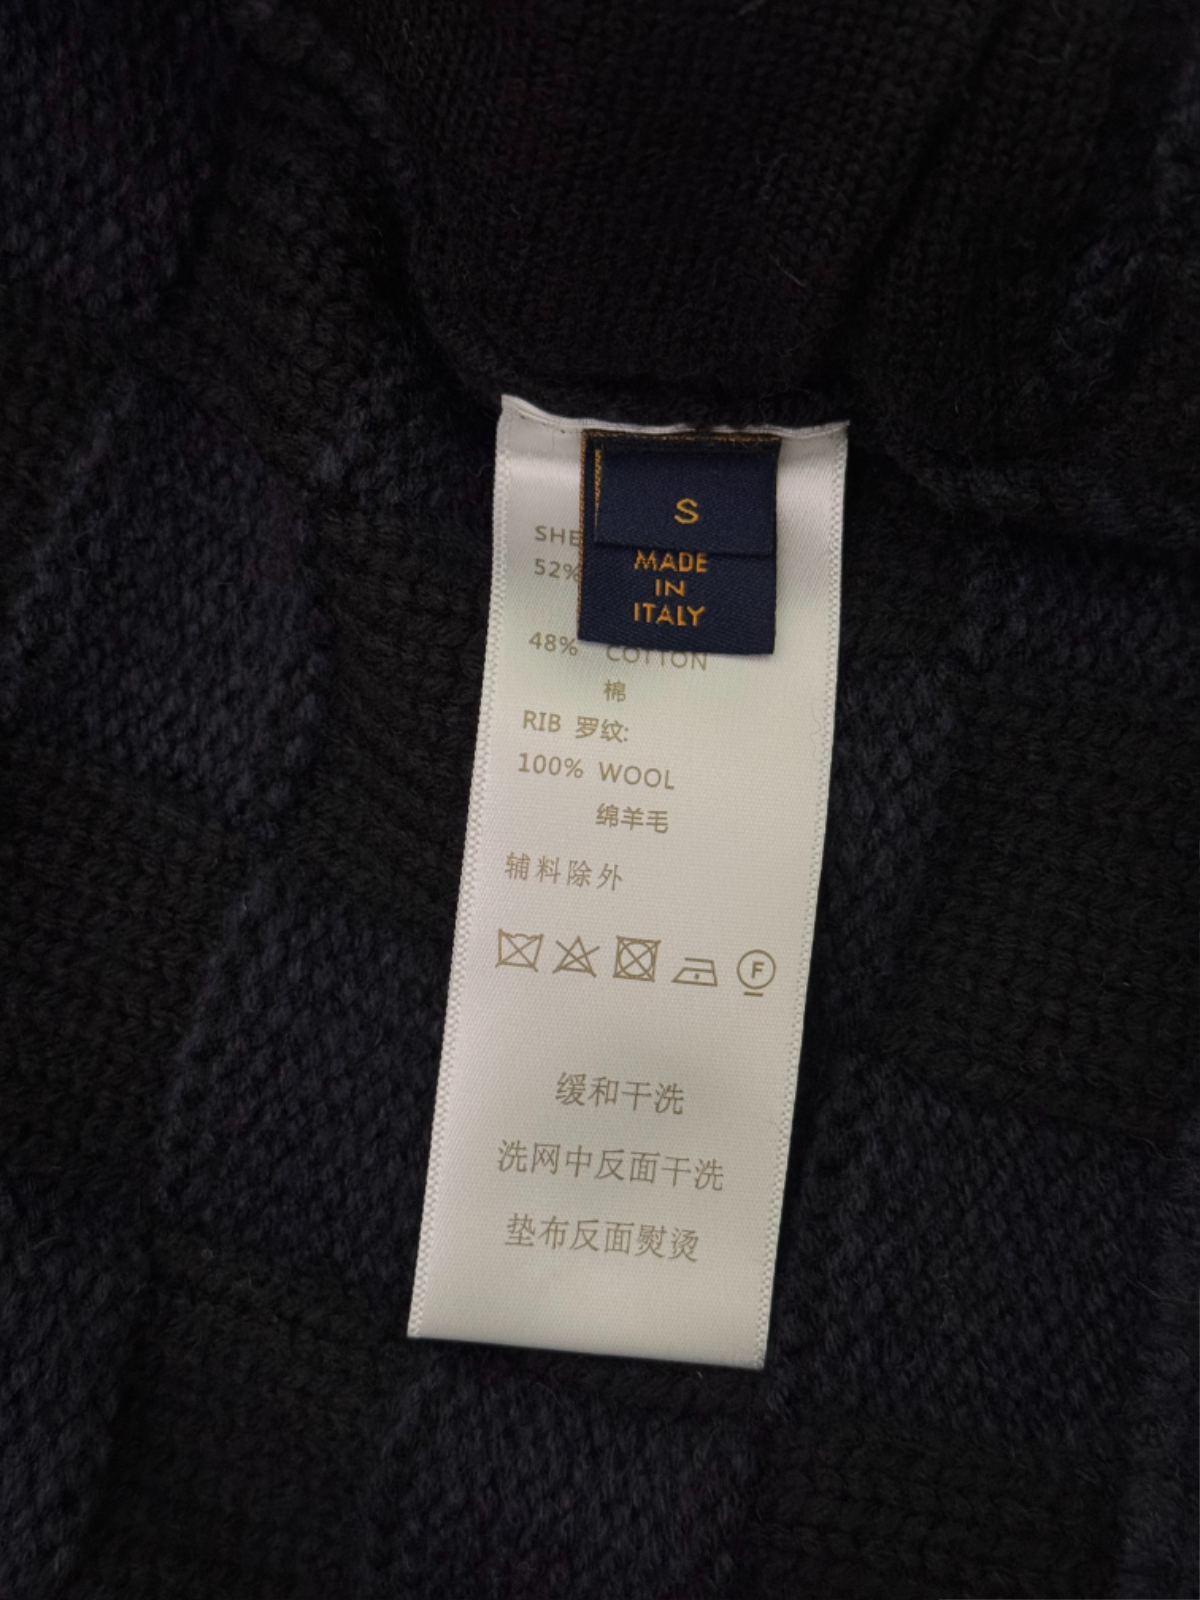 S
MADE
IN
ITALY
52%
48% COTTON
棉
RIB 罗纹:
100% WOOL
绵羊毛
辅料除外
F
缓和干洗
洗网中反面干洗
垫布反面熨烫